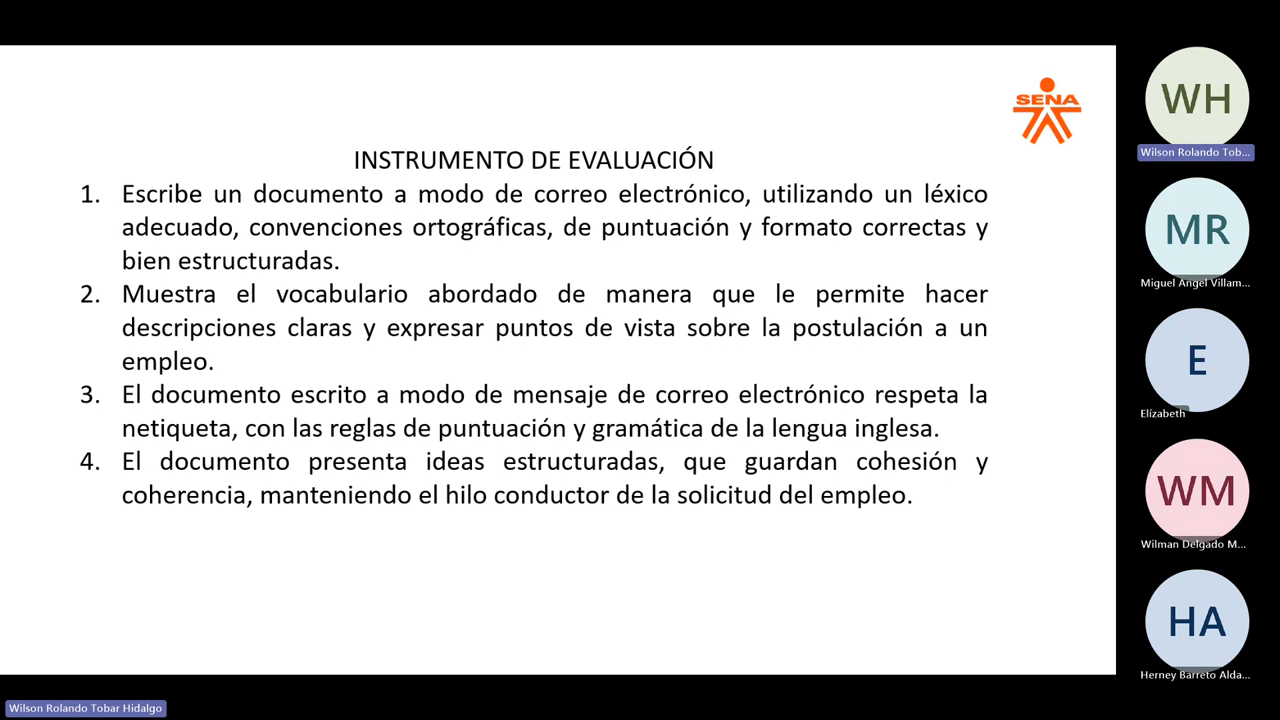 SENA
INSTRUMENTO DE EVALUACIÓN
1. Escribe un documento a modo de correo electrónico, utilizando un léxico
adecuado, convenciones ortográficas, de puntuación y formato correctas y
bien estructuradas.
2. Muestra el vocabulario abordado de manera que le permite hacer
descripciones claras y expresar puntos de vista sobre la postulación a un
empleo.
3. El documento escrito a modo de mensaje de correo electrónico respeta la
netiqueta, con las reglas de puntuación y gramática de la lengua inglesa.
4. El documento presenta ideas estructuradas, que guardan cohesión y
coherencia, manteniendo el hilo conductor de la solicitud del empleo.
WH
Wilson Rolando Tob...
MR
Miguel Angel Villam...
E
Elízabeth
WM
Wilman Delgado M...
HA
Herney Barreto Alda...
Wilson Rolando Tobar Hidalgo